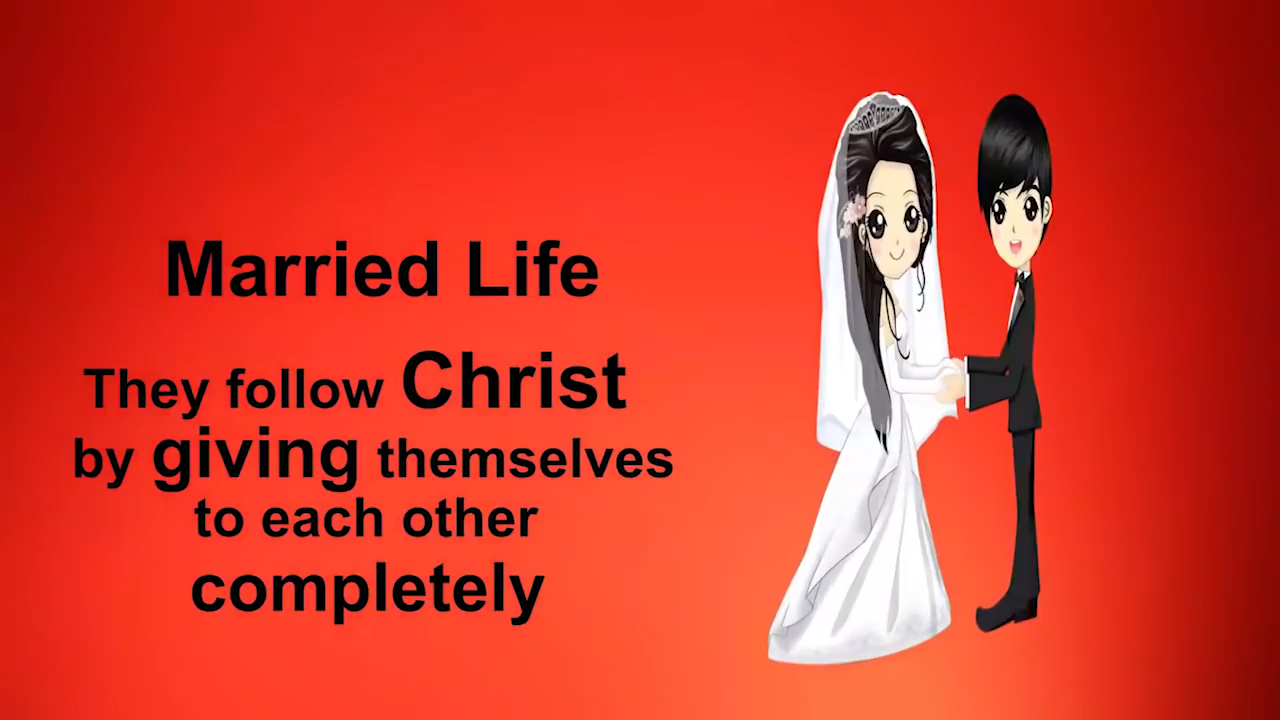 Married Life
They follow Christ
by giving themselves
to each other
completely